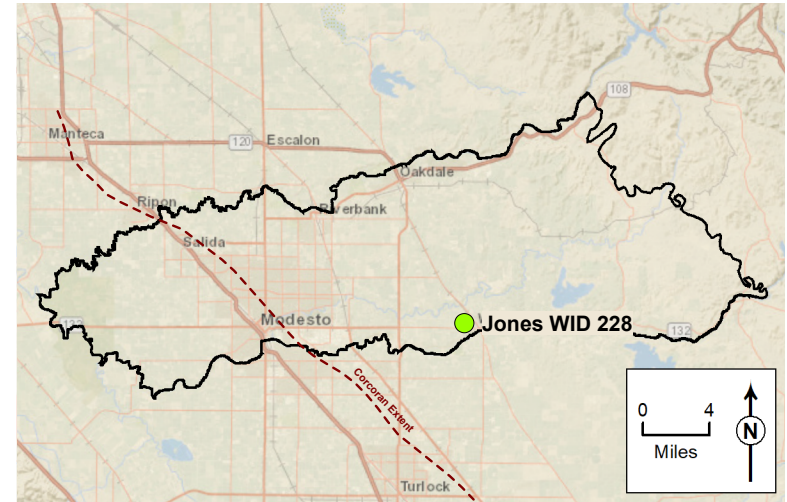 108
Manteca
120
Escalon
Oakdale
Ripon
Riverbank
Salida
132
Modesto
Jones WID 228
132
Corcoran Extent
0 4
Miles
N
Turlock